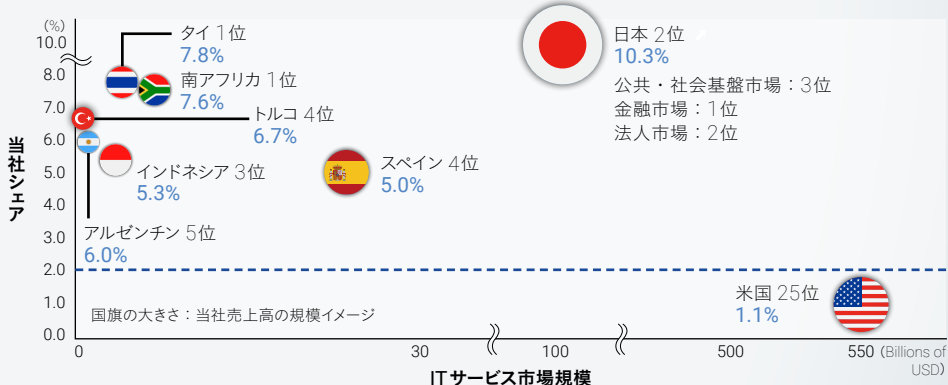 (%)
10.0
8.0
7.0
6.0
5.0
4.0
3.0
2.0
1.0
0.0
当社シェア
タイ 1位
7.8%
南アフリカ 1位
7.6%
トルコ 4位
6.7%
インドネシア 3位
5.3%
アルゼンチン 5位
6.0%
スペイン 4位
5.0%
日本 2位
10.3%
公共・社会基盤市場：3位
金融市場：1位
法人市場：2位
米国 25位
1.1%
国旗の大きさ：当社売上高の規模イメージ
0 30 100 500 550 (Billions of
USD)
ITサービス市場規模